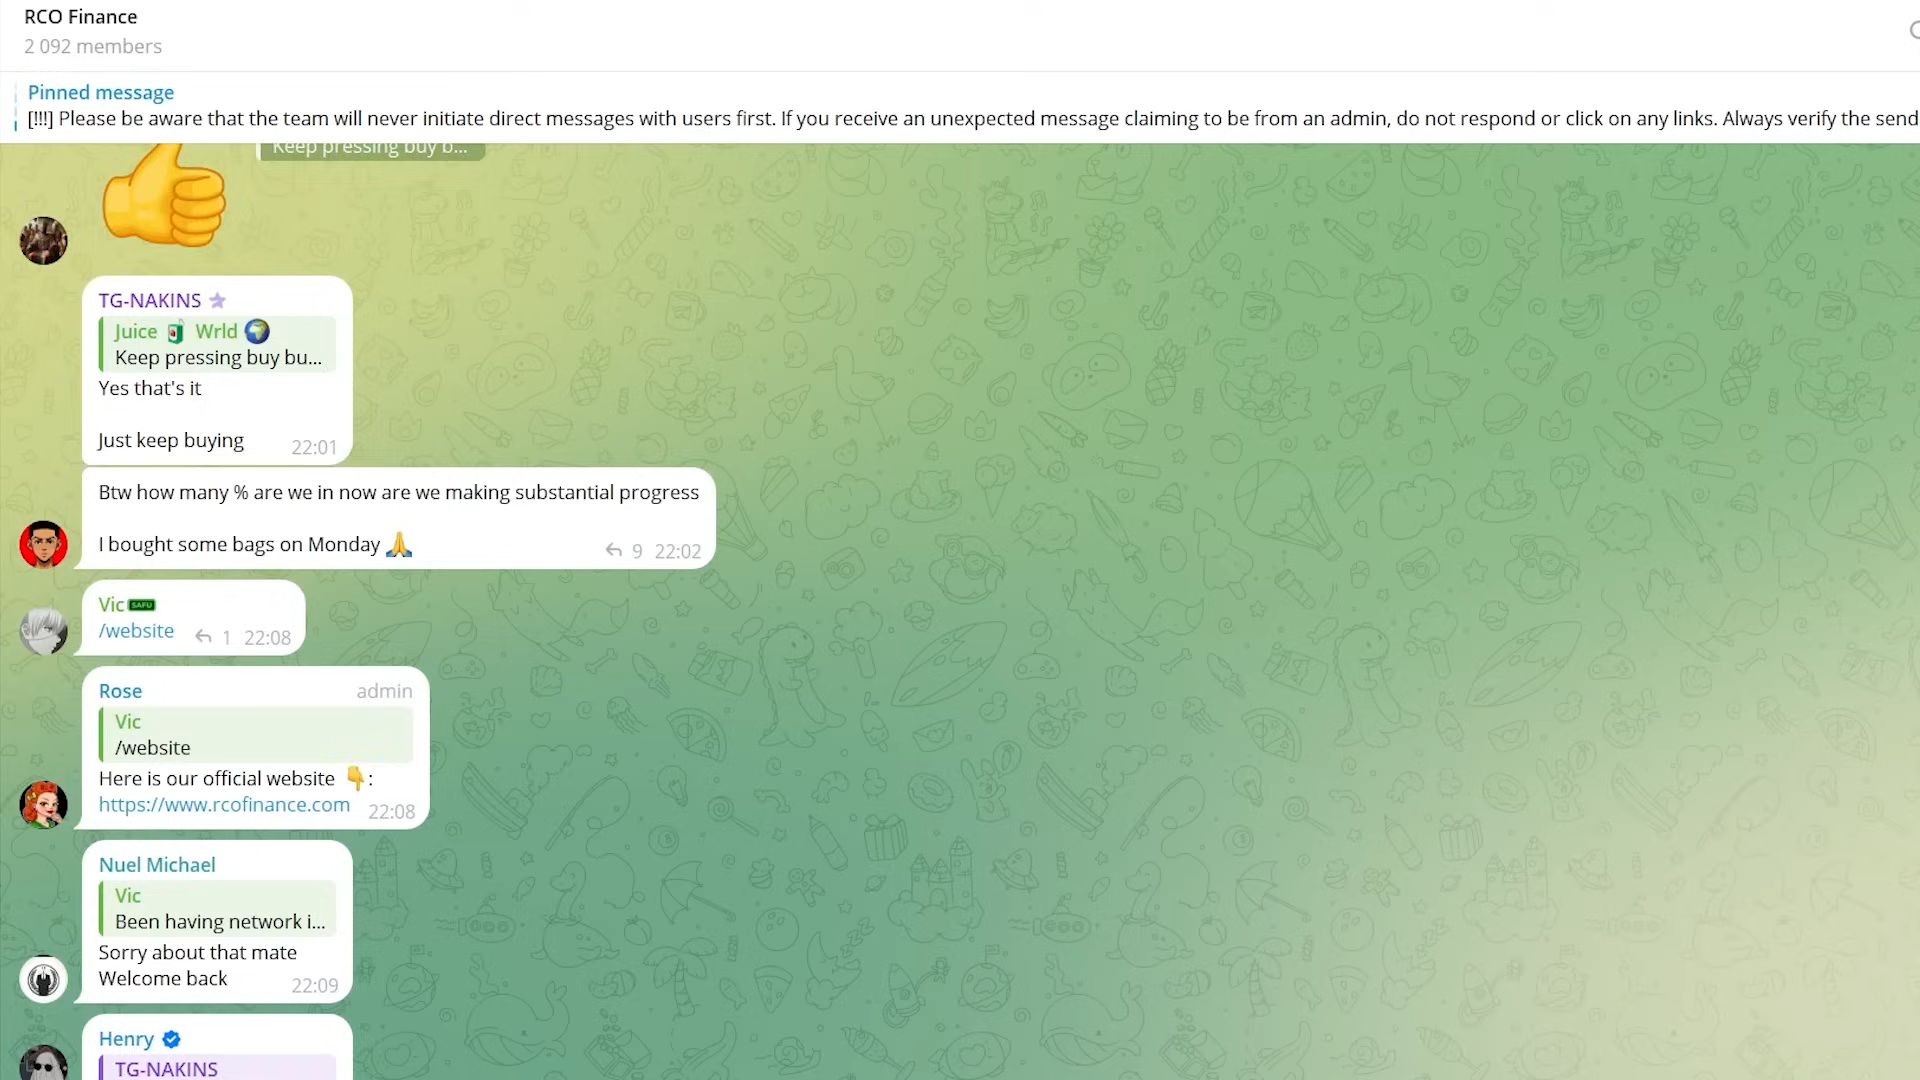 RCO Finance
2 092 members
Pinned message
[!!!] Please be aware that the team will never initiate direct messages with users first. If you receive an unexpected message claiming to be from an admin, do not respond or click on any links. Always verify the send
Keep pressing buy b...
TG-NAKINS
Juice 🧃 Wrld 🌍
Keep pressing buy bu...
Yes that's it
Just keep buying 22:01
Btw how many % are we in now are we making substantial progress
I bought some bags on Monday 🙏 9 22:02
Vic SAFU
/website 1 22:08
Rose admin
Vic
/website
Here is our official website 👇:
https://www.rcofinance.com 22:08
Nuel Michael
Vic
Been having network i...
Sorry about that mate
Welcome back 22:09
Henry
TG-NAKINS